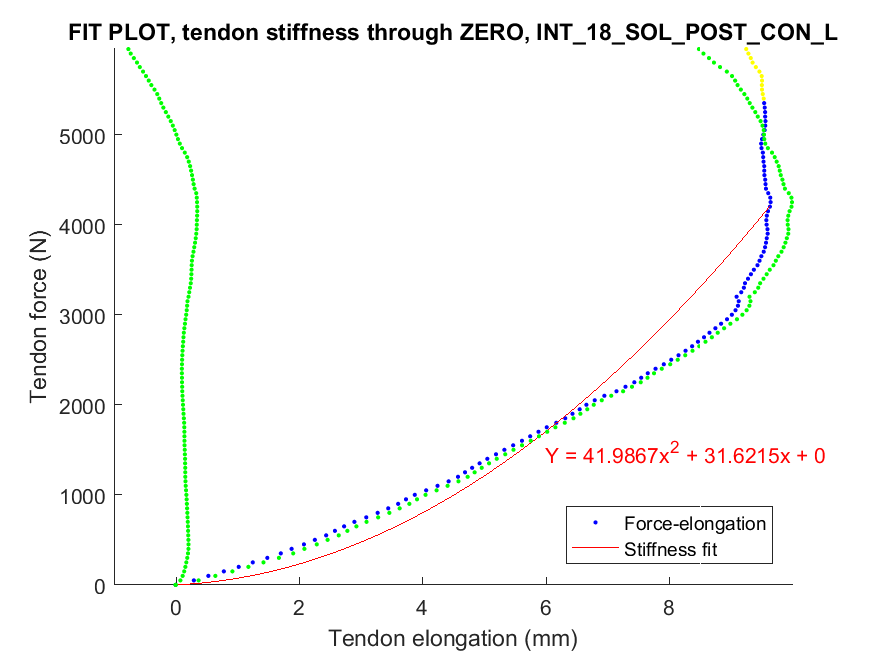 FIT PLOT, tendon stiffness through ZERO, INT_18_SOL_POST_CON_L
Tendon force (N)
5000
4000
3000
2000
1000
0
Y = 41.9867x² + 31.6215x + 0
Force-elongation
Stiffness fit
0 2 4 6 8
Tendon elongation (mm)